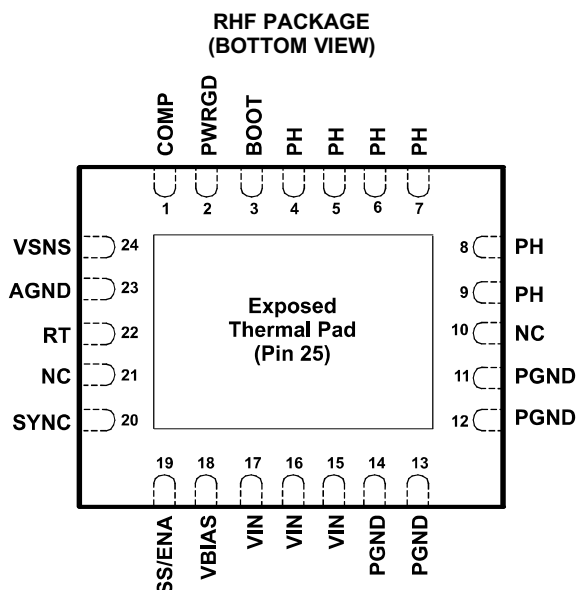 RHF PACKAGE
(BOTTOM VIEW)
COMP
PWRGD
BOOT
PH
PH
PH
PH
1
2
3
4
5
6
7
VSNS 24
AGND 23
RT 22
NC 21
SYNC 20
8 PH
9 PH
10 NC
11 PGND
12 PGND
Exposed
Thermal Pad
(Pin 25)
19
18
17
16
15
14
13
SS/ENA
VBIAS
VIN
VIN
VIN
PGND
PGND